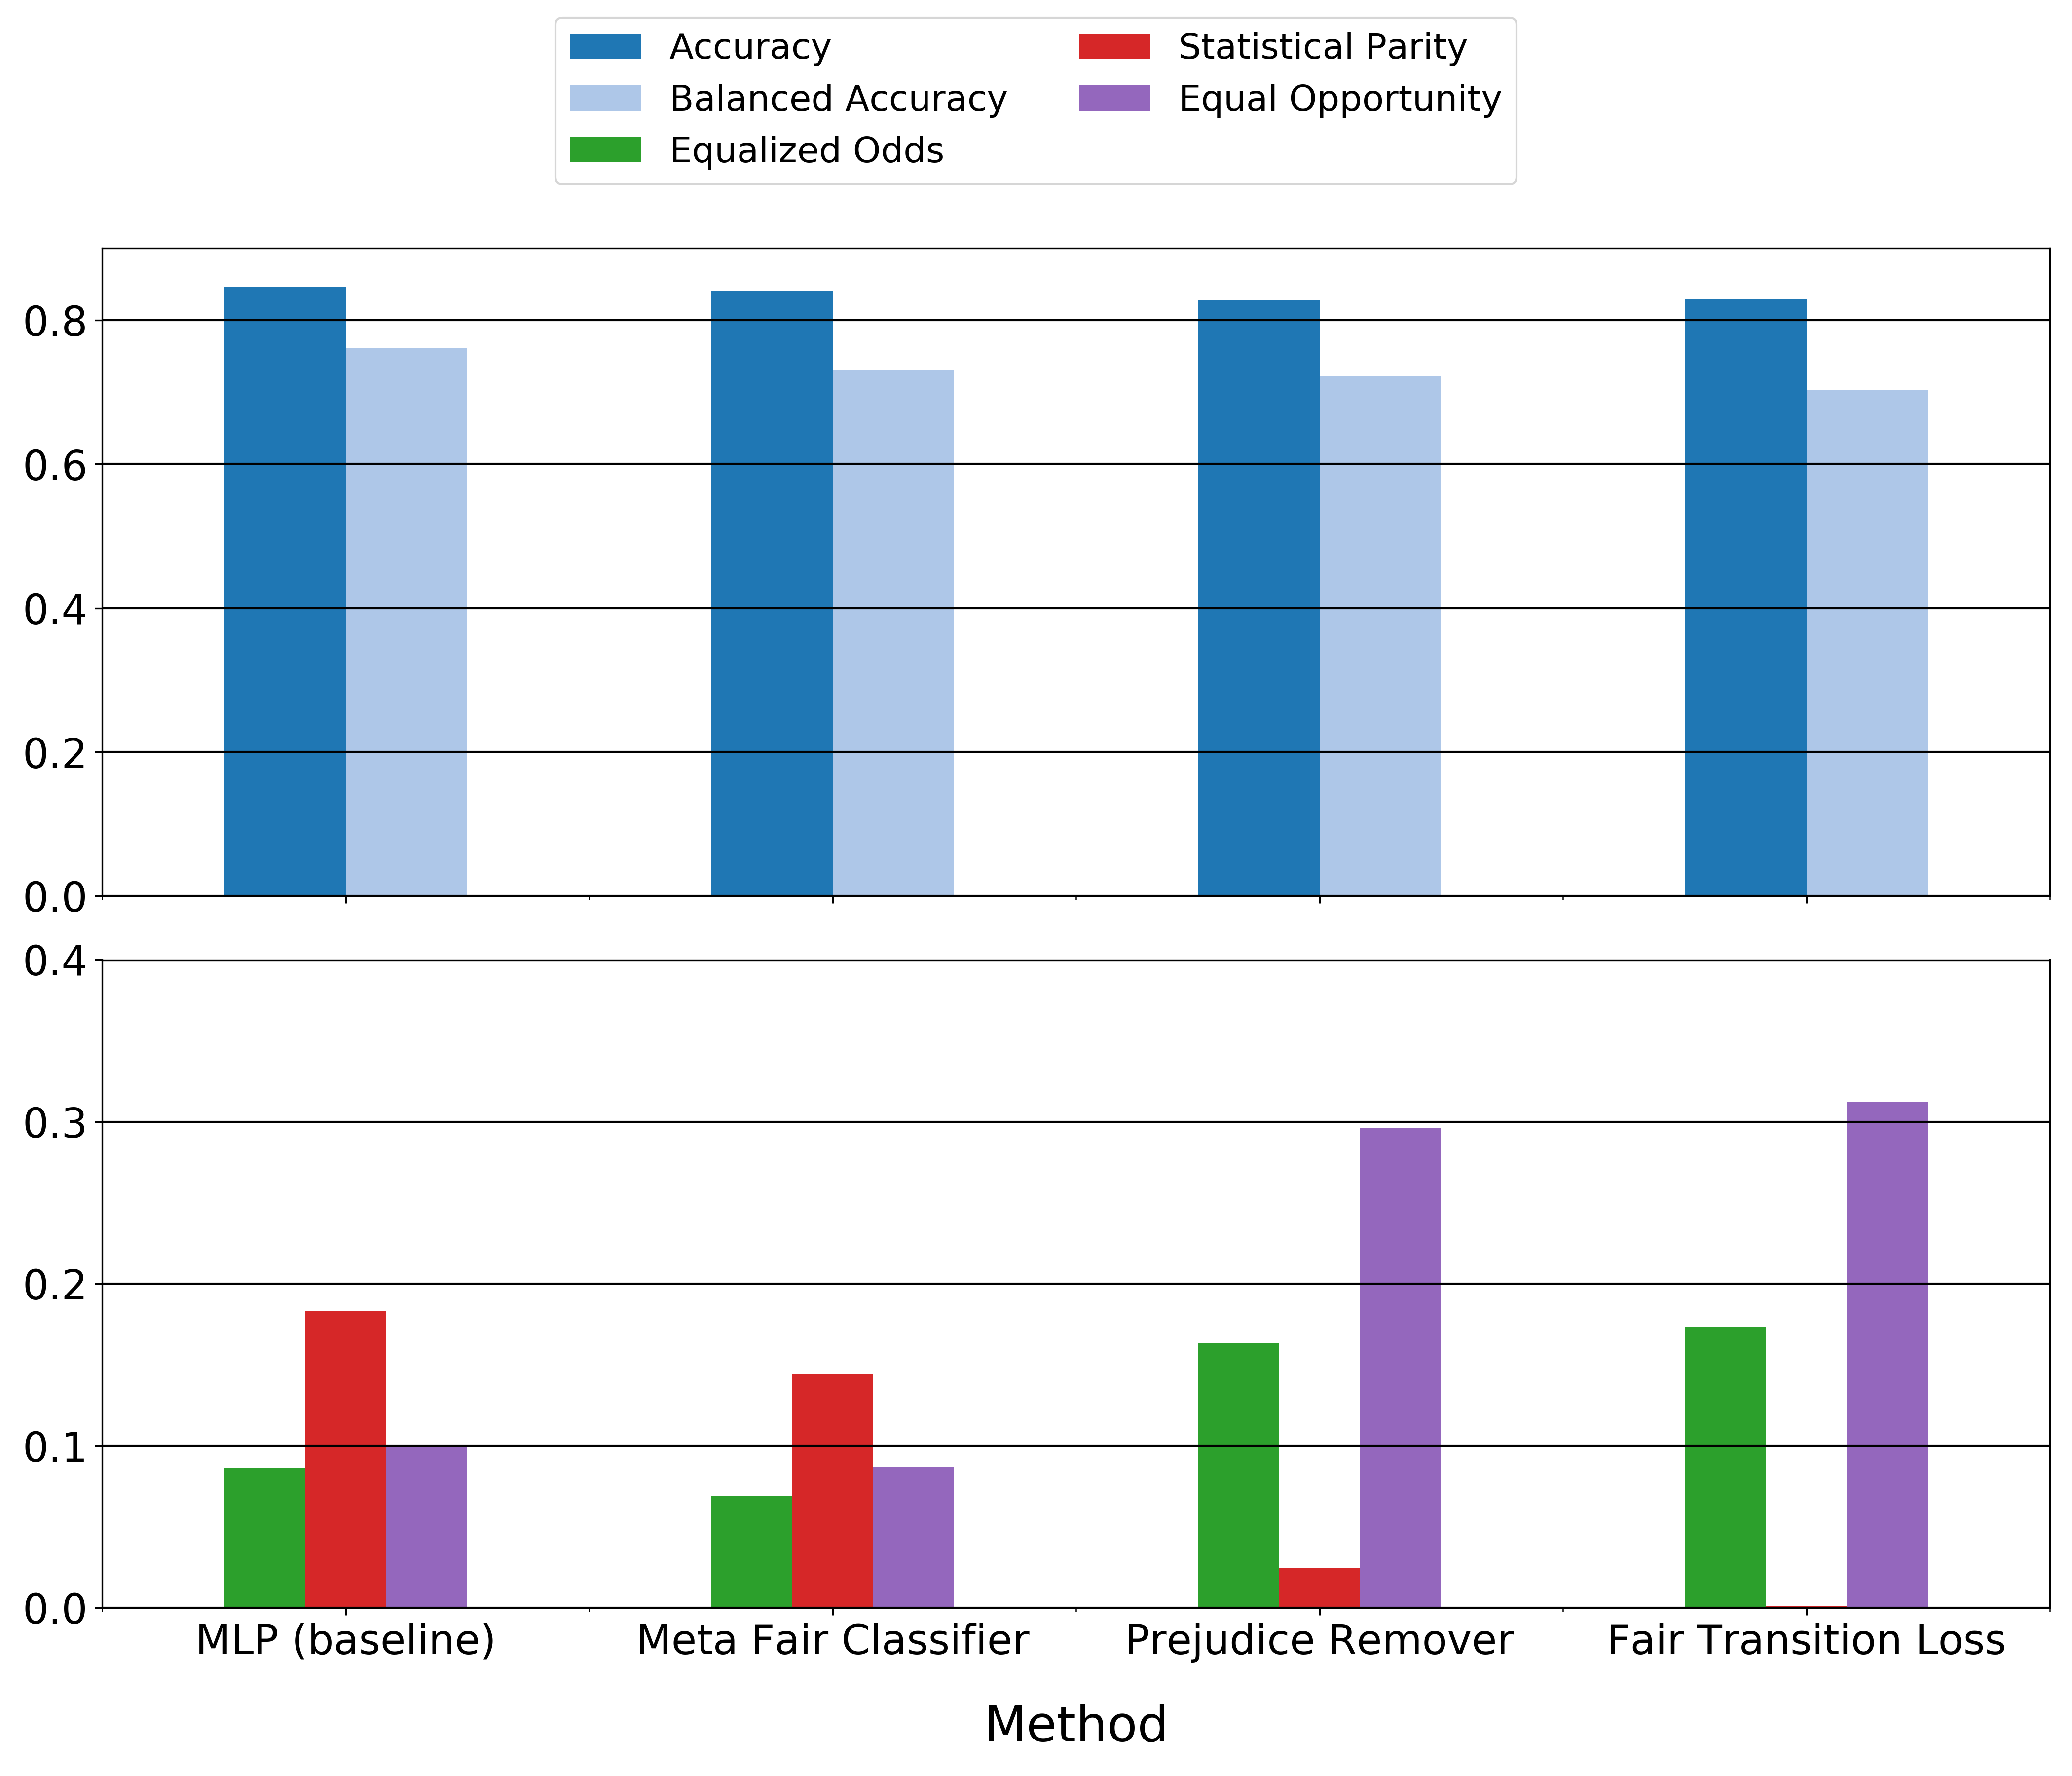 Accuracy
Balanced Accuracy
Equalized Odds
Statistical Parity
Equal Opportunity
0.8
0.6
0.4
0.2
0.0
0.4
0.3
0.2
0.1
0.0
MLP (baseline) Meta Fair Classifier Prejudice Remover Fair Transition Loss
Method